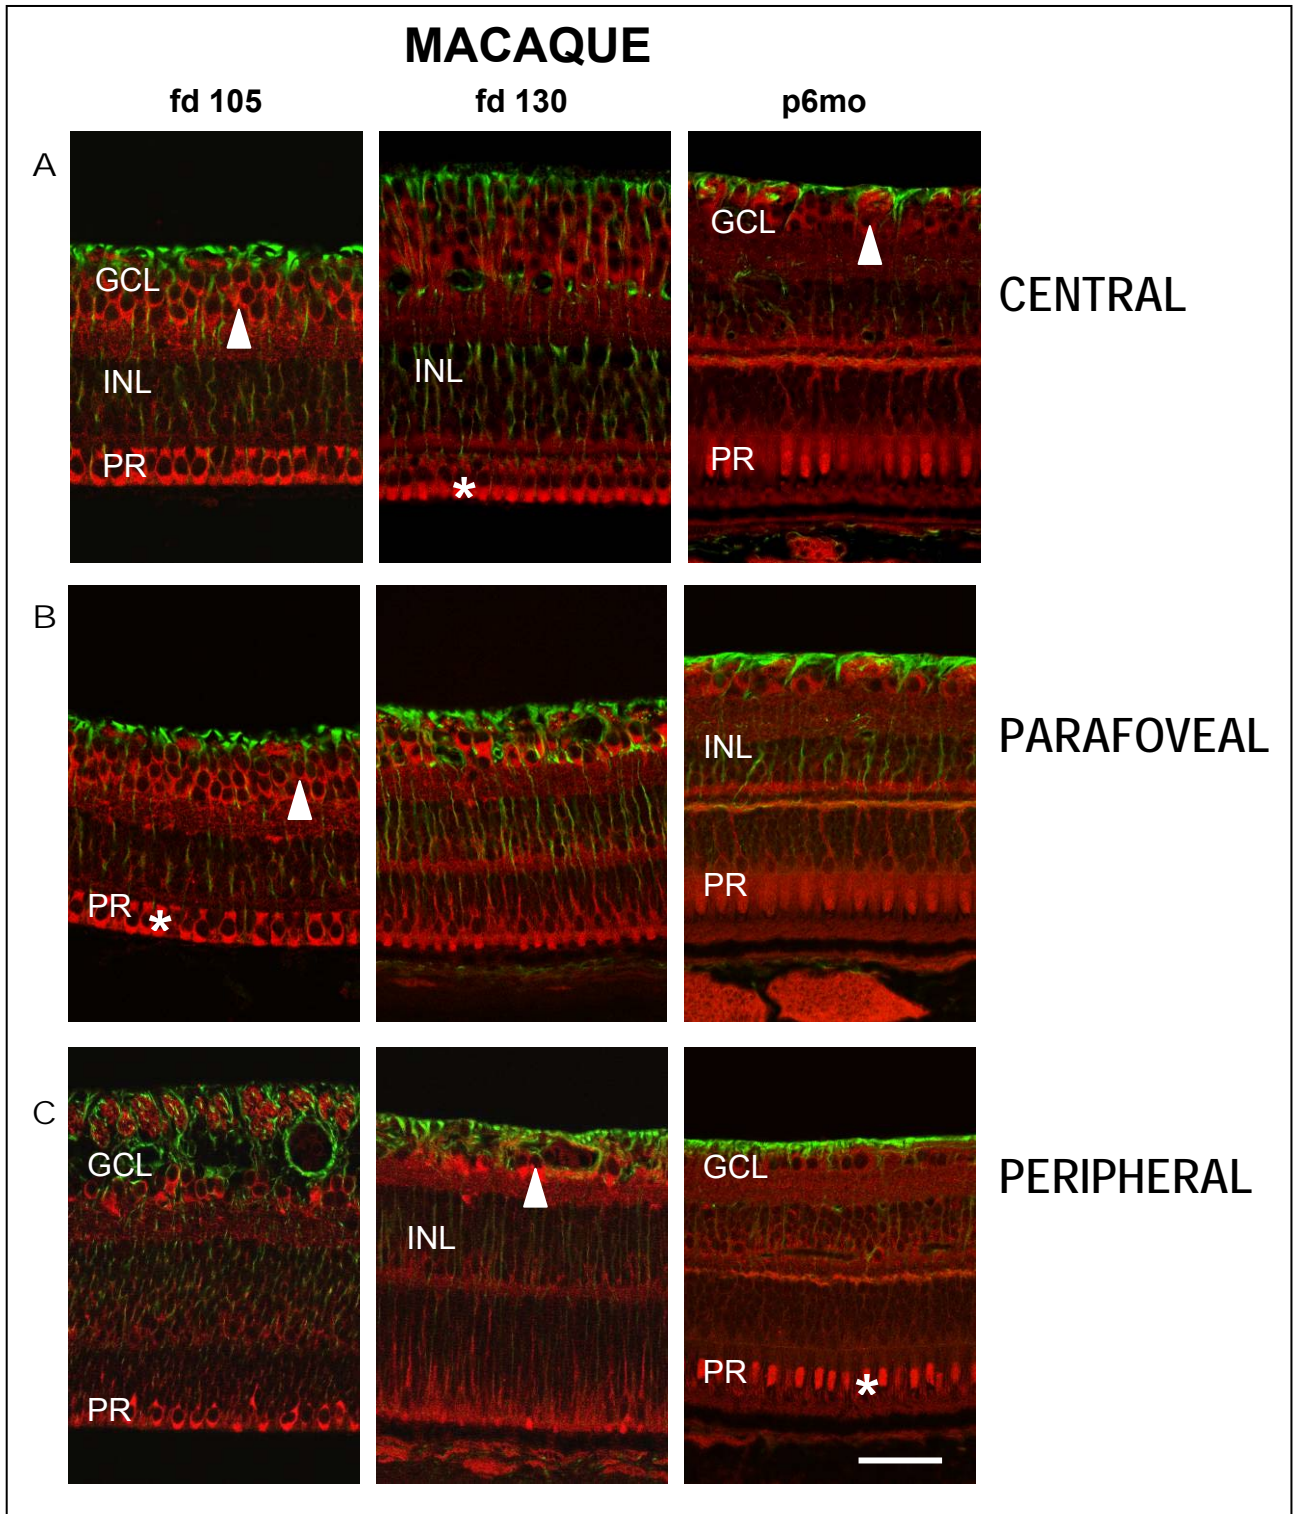 MACAQUE
fd 105 fd 130 p6mo
A
GCL
INL
PR
*
INL
GCL
PR
CENTRAL
B
PR *
INL
PR
PARAFOVEAL
C
GCL
PR
INL
GCL
PR
*
PERIPHERAL